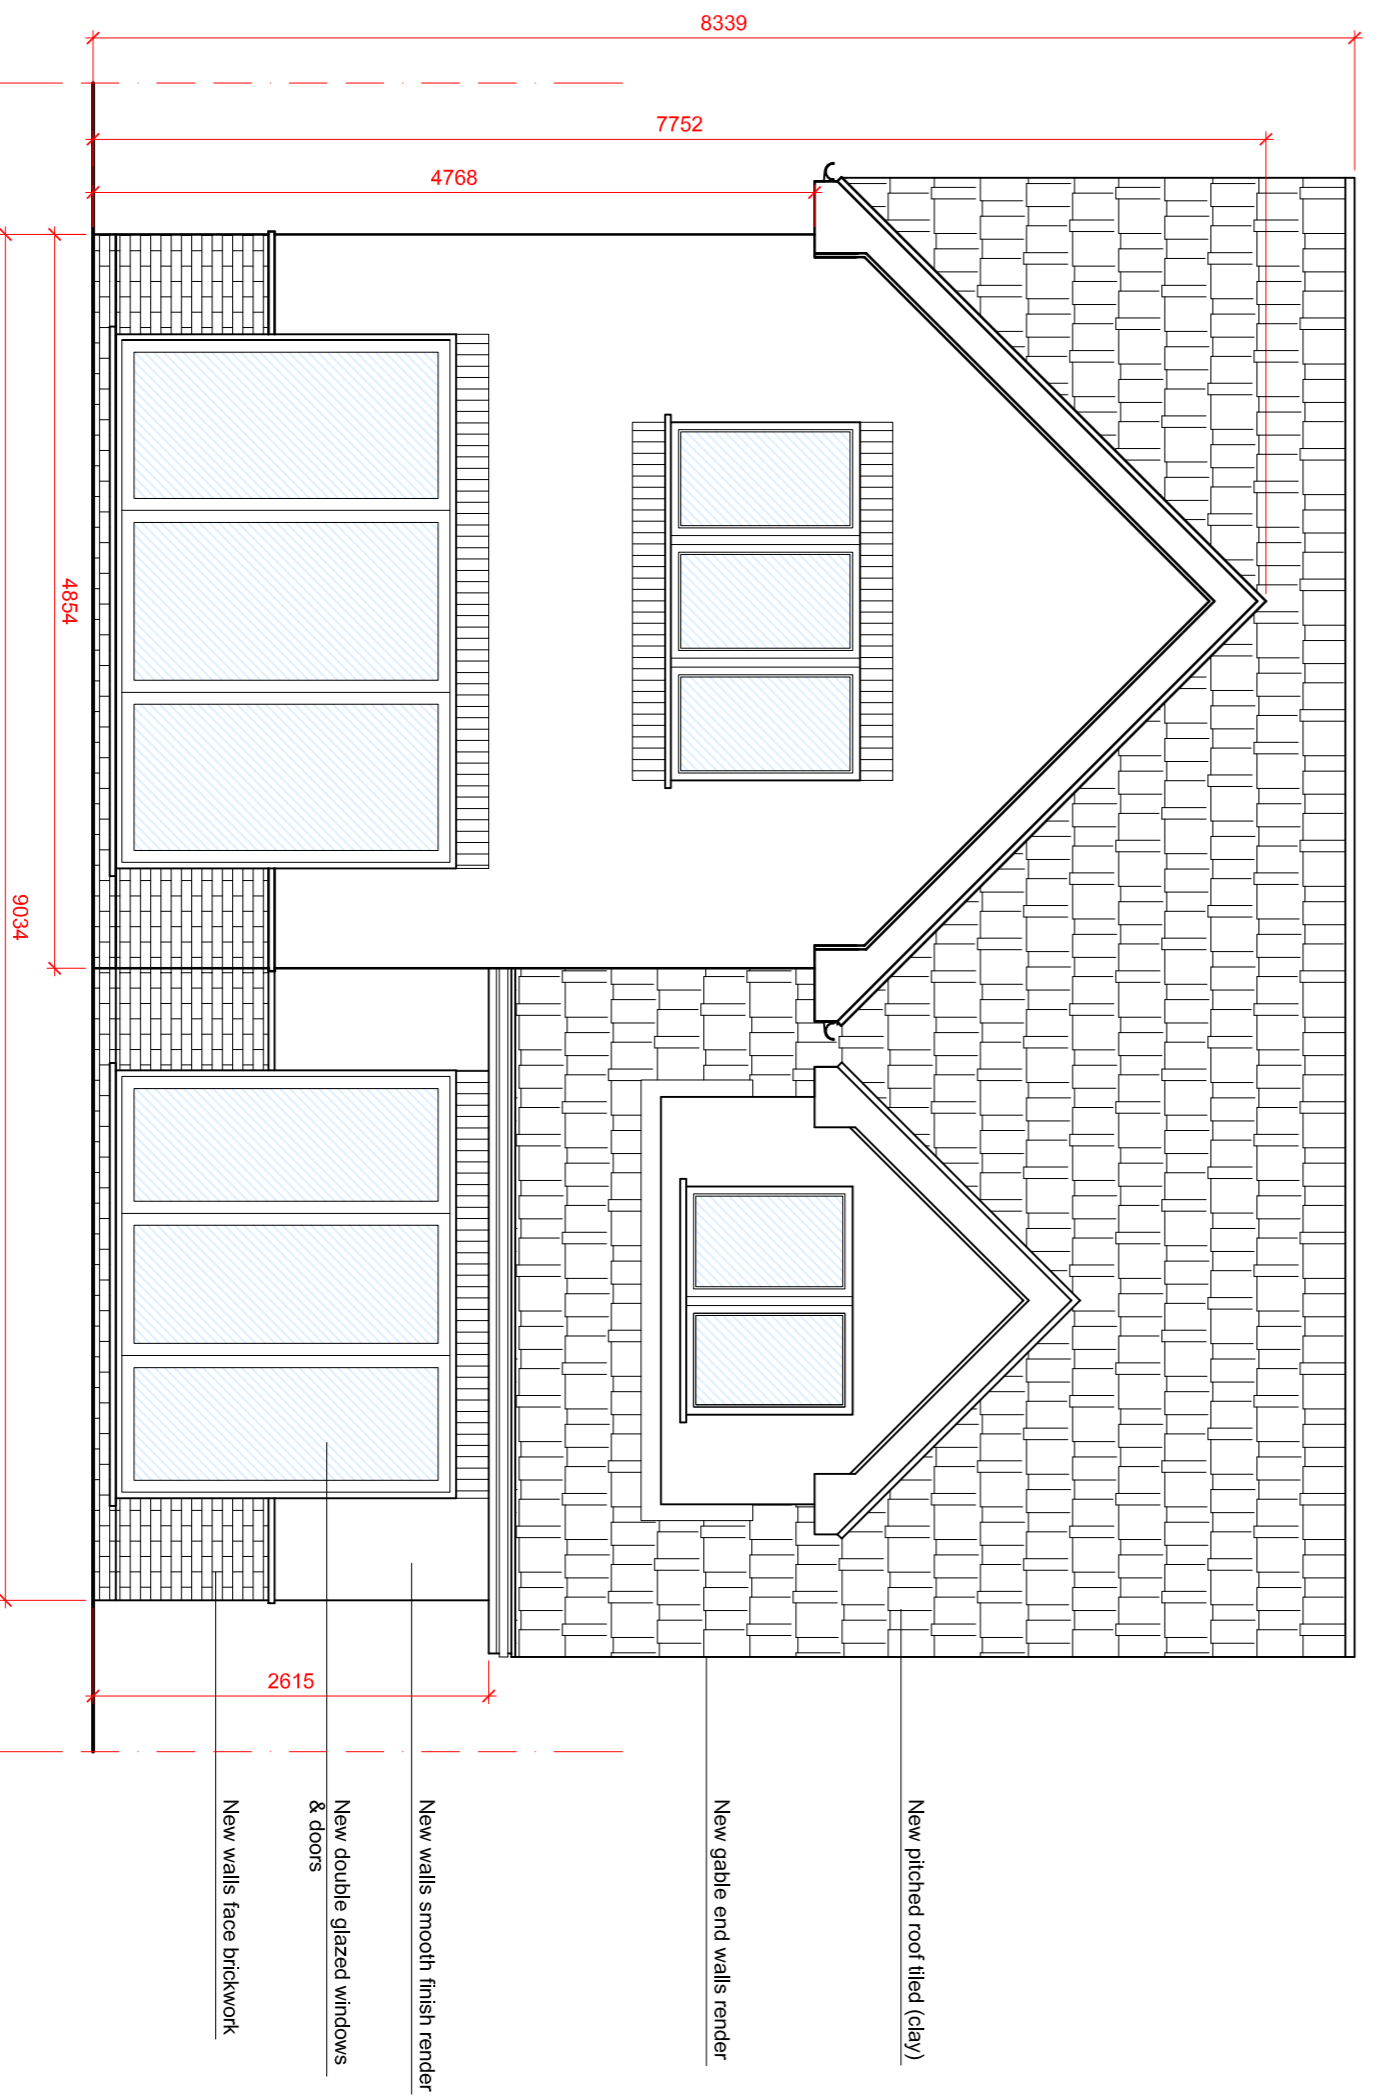 8339
7752
4768
4854
9034
2615
New pitched roof tiled (clay)
New gable end walls render
New walls smooth finish render
New double glazed windows
& doors
New walls face brickwork